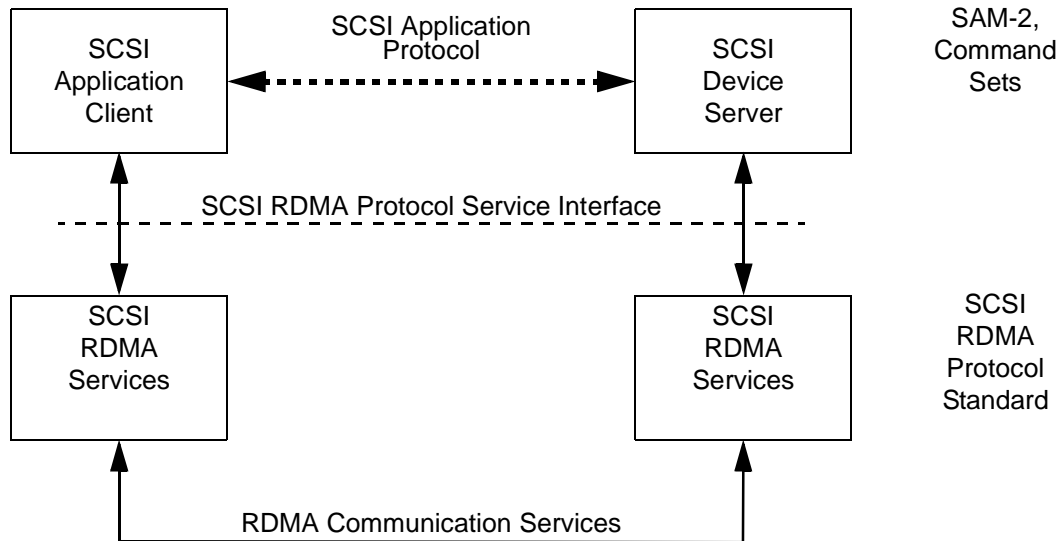 SCSI
Application
Client
SCSI Application
Protocol
SCSI
Device
Server
SAM-2,
Command
Sets
SCSI RDMA Protocol Service Interface
SCSI
RDMA
Services
SCSI
RDMA
Services
SCSI
RDMA
Protocol
Standard
RDMA Communication Services